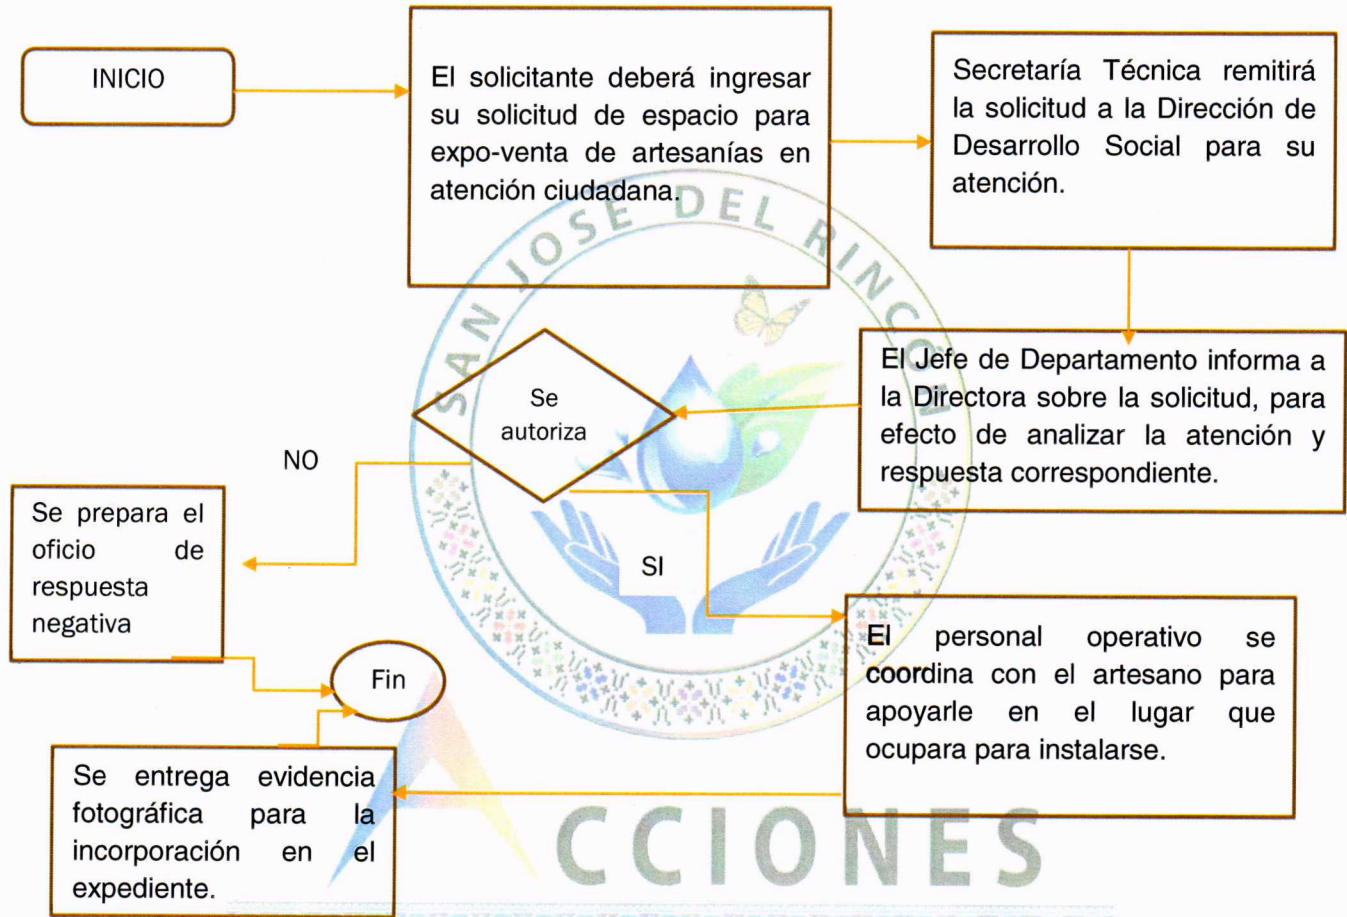 INICIO
El solicitante deberá ingresar
su solicitud de espacio para
expo-venta de artesanías en
atención ciudadana.
Secretaría Técnica remitirá
la solicitud a la Dirección de
Desarrollo Social para su
atención.
El Jefe de Departamento informa a
la Directora sobre la solicitud, para
efecto de analizar la atención y
respuesta correspondiente.
Se
autoriza
NO
Se prepara el
oficio de
respuesta
negativa
SI
El personal operativo se
coordina con el artesano para
apoyarle en el lugar que
ocupara para instalarse.
Fin
Se entrega evidencia
fotográfica para la
incorporación en el
expediente.
SAN JOSE DEL RINCÓN
ACCIONES